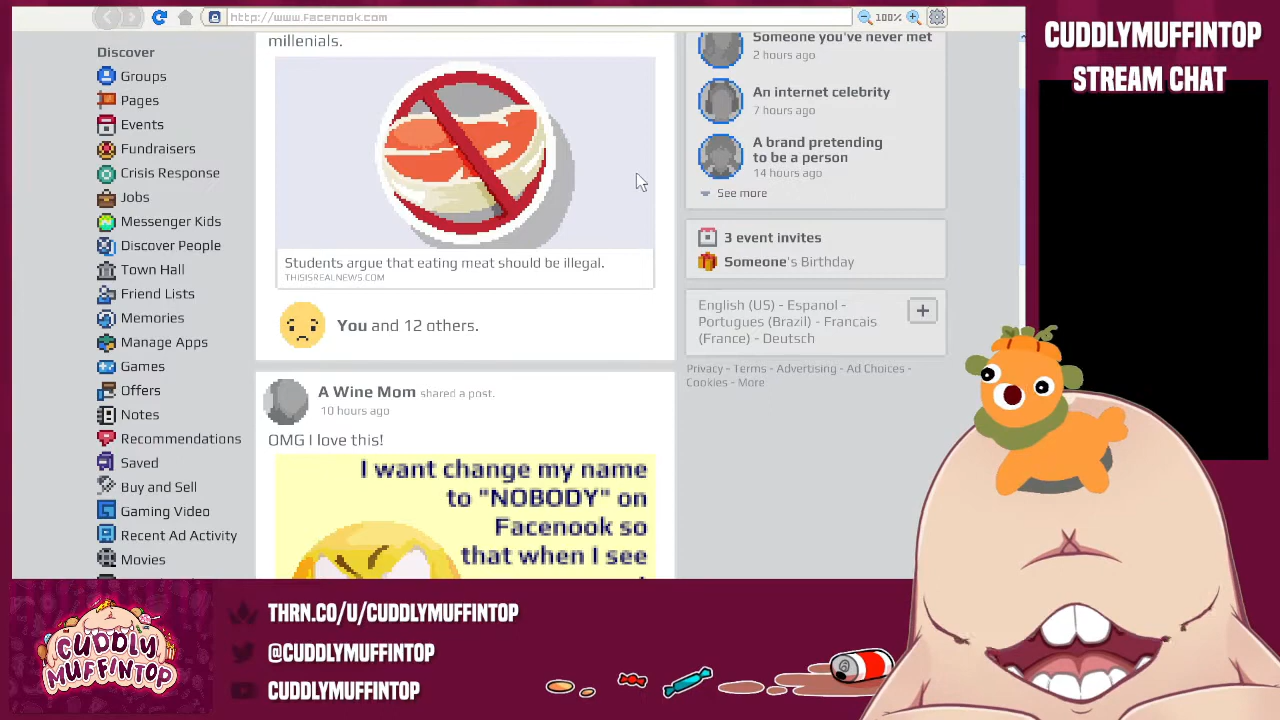 http://www.Facenook.com
100%
Discover
Groups
Pages
Events
Fundraisers
Crisis Response
Jobs
Messenger Kids
Discover People
Town Hall
Friend Lists
Memories
Manage Apps
Games
Offers
Notes
Recommendations
Saved
Buy and Sell
Gaming Video
Recent Ad Activity
Movies
millenials.
Students argue that eating meat should be illegal.
THISISREALNEWS.COM
You and 12 others.
A Wine Mom shared a post.
10 hours ago
OMG I love this!
I want change my name
to "NOBODY" on
Facenook so
that when I see
Someone you've never met
2 hours ago
An internet celebrity
7 hours ago
A brand pretending
to be a person
14 hours ago
See more
3 event invites
Someone's Birthday
English (US) - Espanol -
Portugues (Brazil) - Francais
(France) - Deutsch
+
Privacy - Terms - Advertising - Ad Choices -
Cookies - More
CUDDLYMUFFINTOP
STREAM CHAT
CUDDLY
MUFFINTOP
THRN.CO/U/CUDDLYMUFFINTOP
@CUDDLYMUFFINTOP
CUDDLYMUFFINTOP